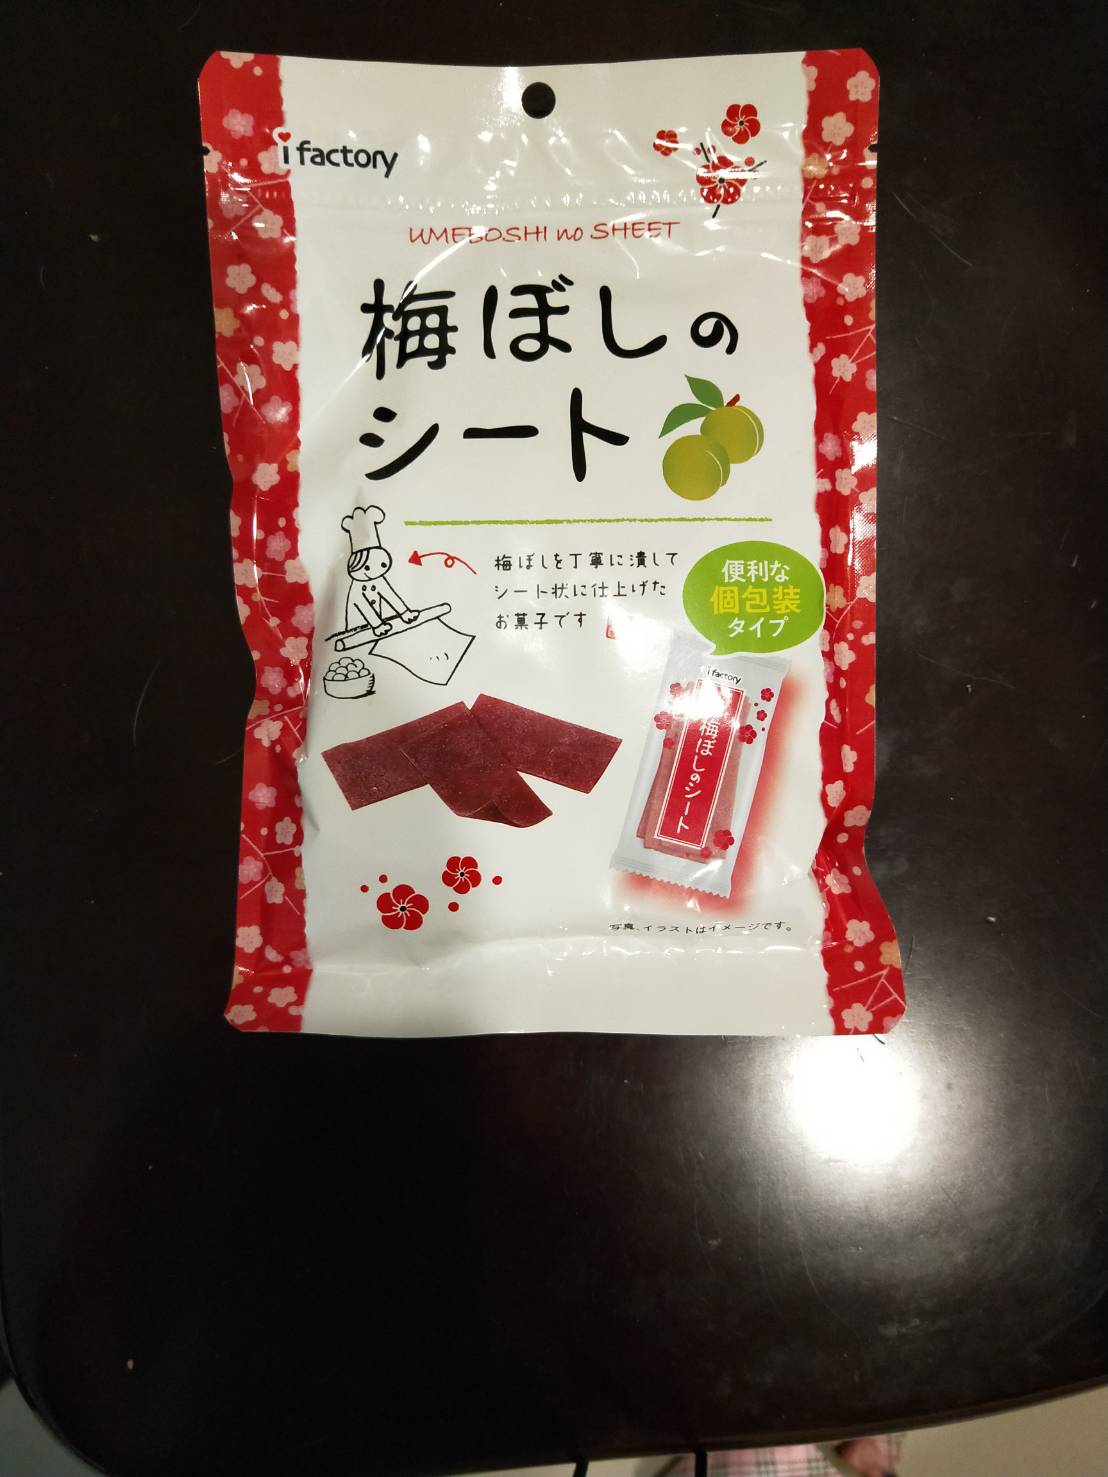 i factory
UMEBOSHI no SHEET
梅ぼしの
シート
梅ぼしを丁寧に潰して
シート状に仕上げた
お菓子です
便利な
個包装
タイプ
i factory
梅ぼしのシート
写真、イラストはイメージです。